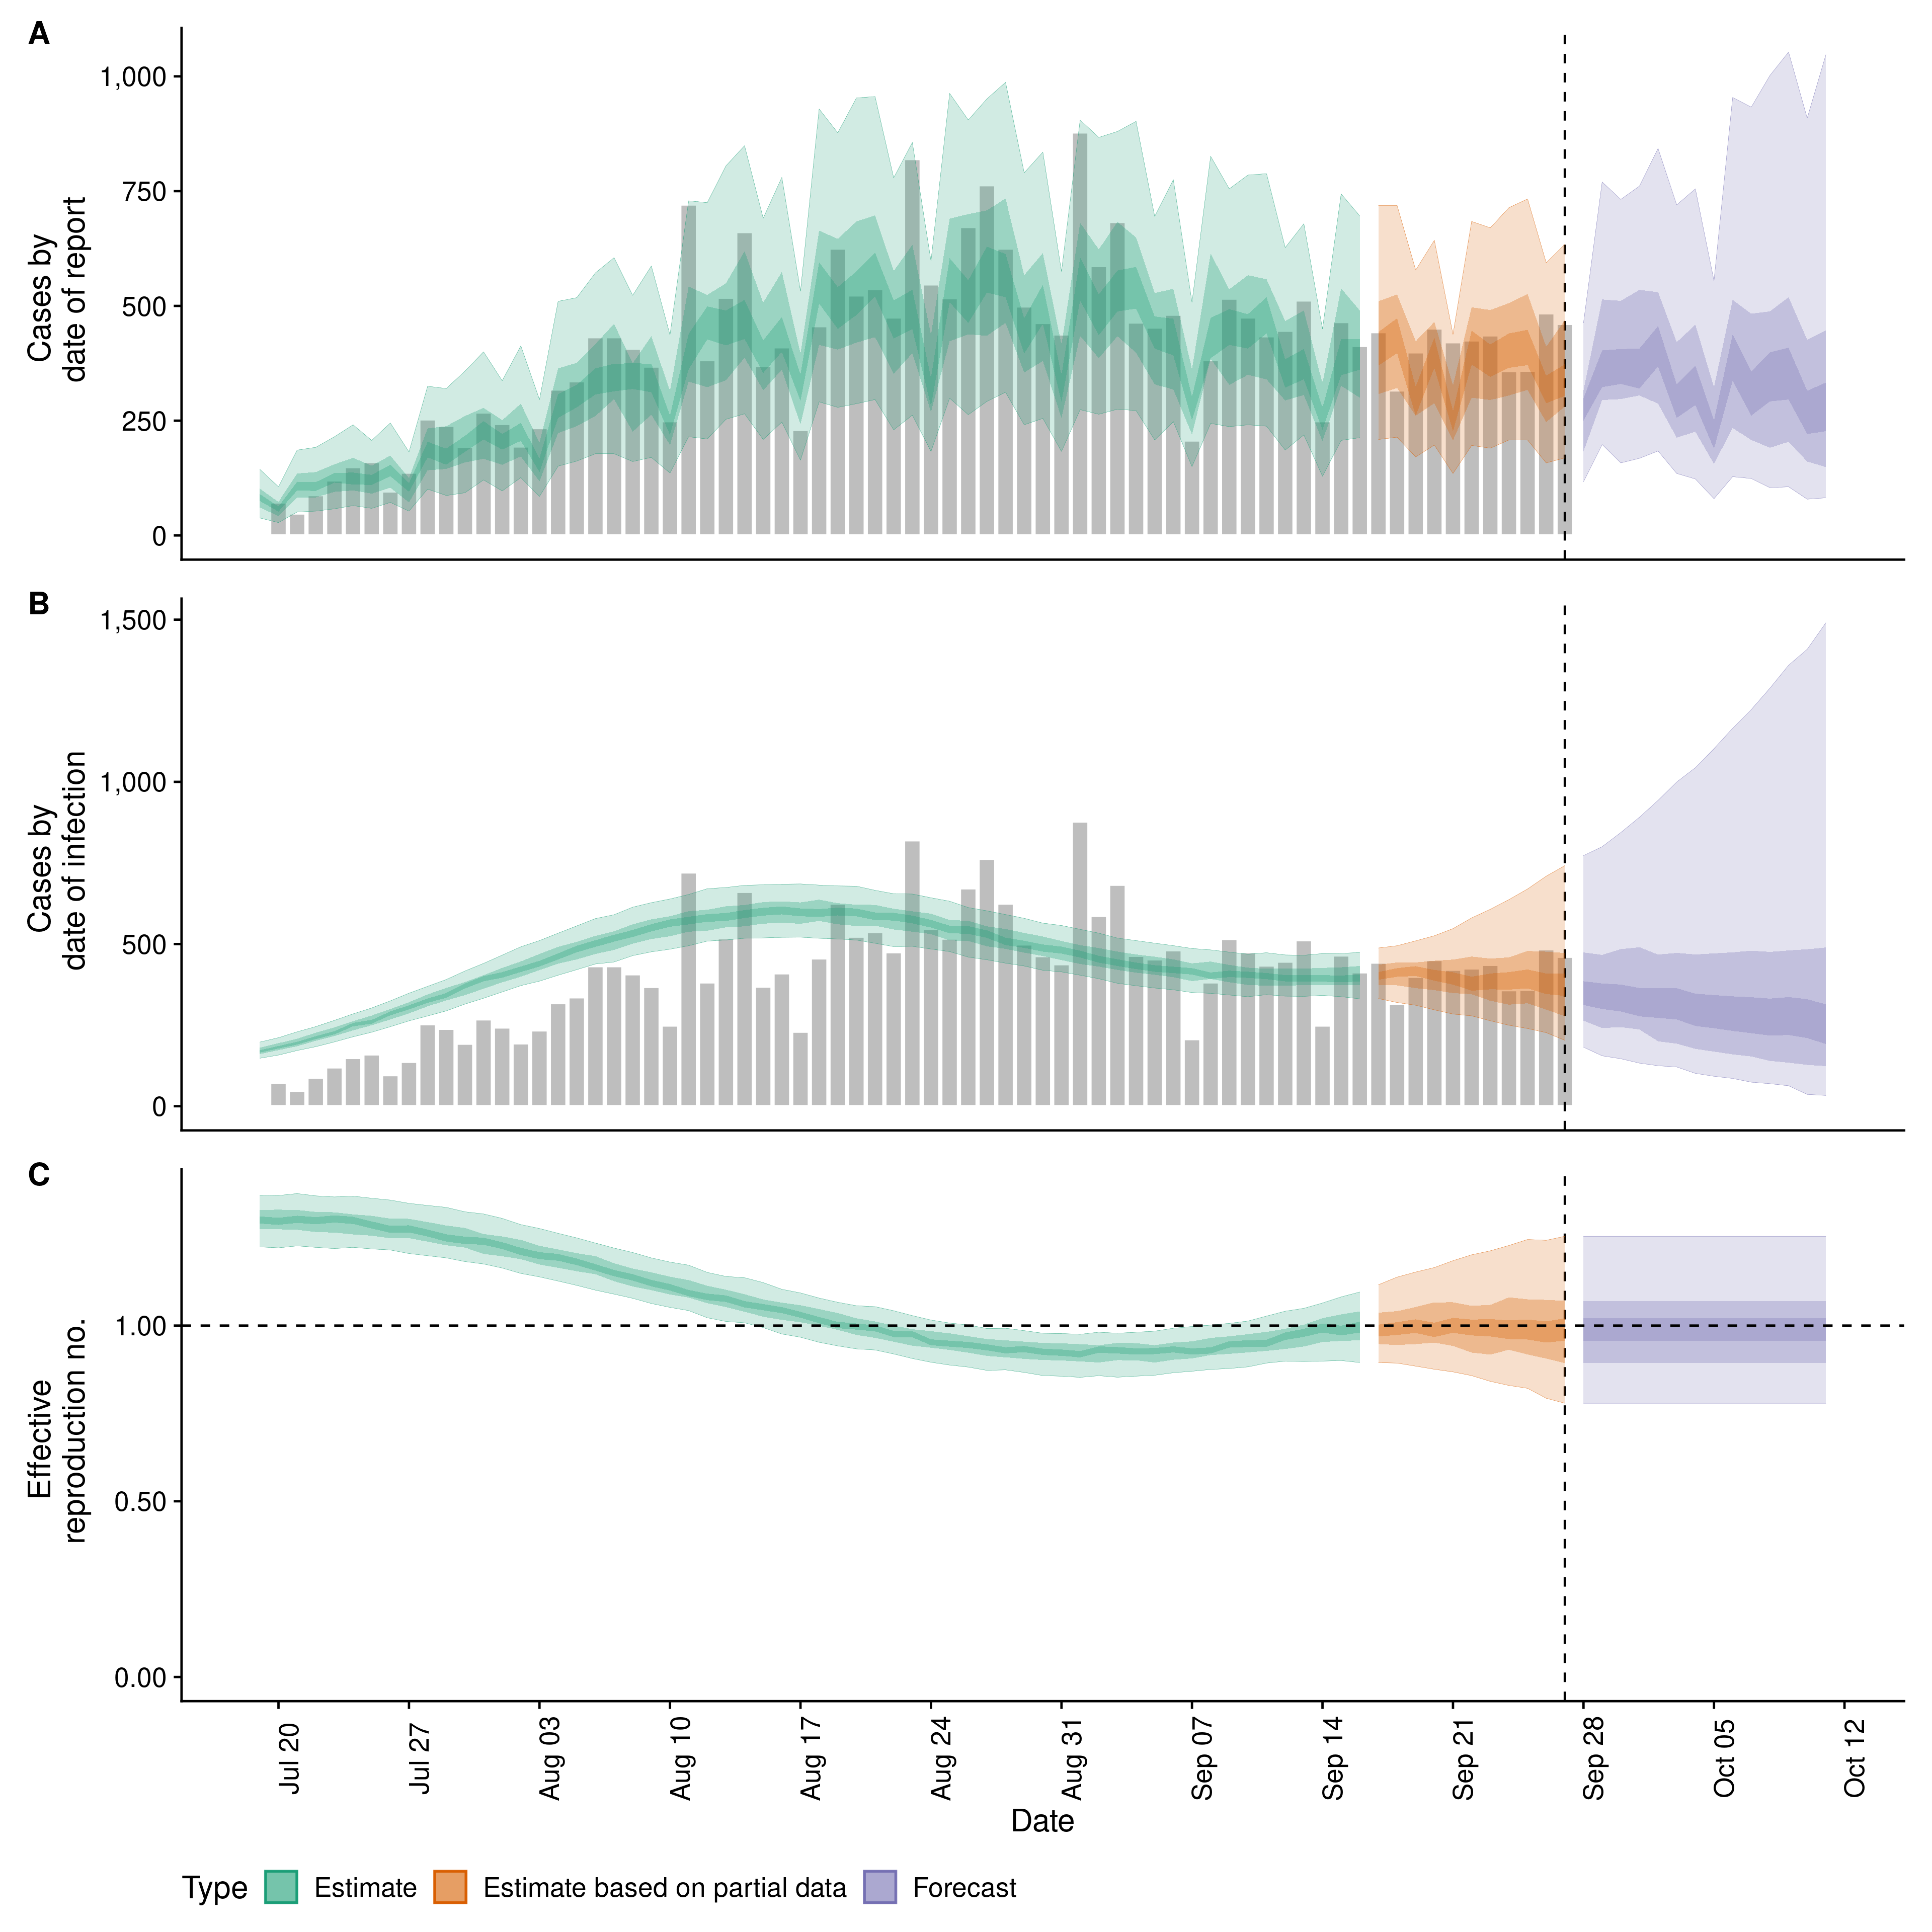 A
Cases by
date of report
1,000
750
500
250
0
B
Cases by
date of infection
1,500
1,000
500
0
C
Effective
reproduction no.
1.00
0.50
0.00
Jul 20
Jul 27
Aug 03
Aug 10
Aug 17
Aug 24
Aug 31
Sep 07
Sep 14
Sep 21
Sep 28
Oct 05
Oct 12
Date
Type Estimate Estimate based on partial data Forecast